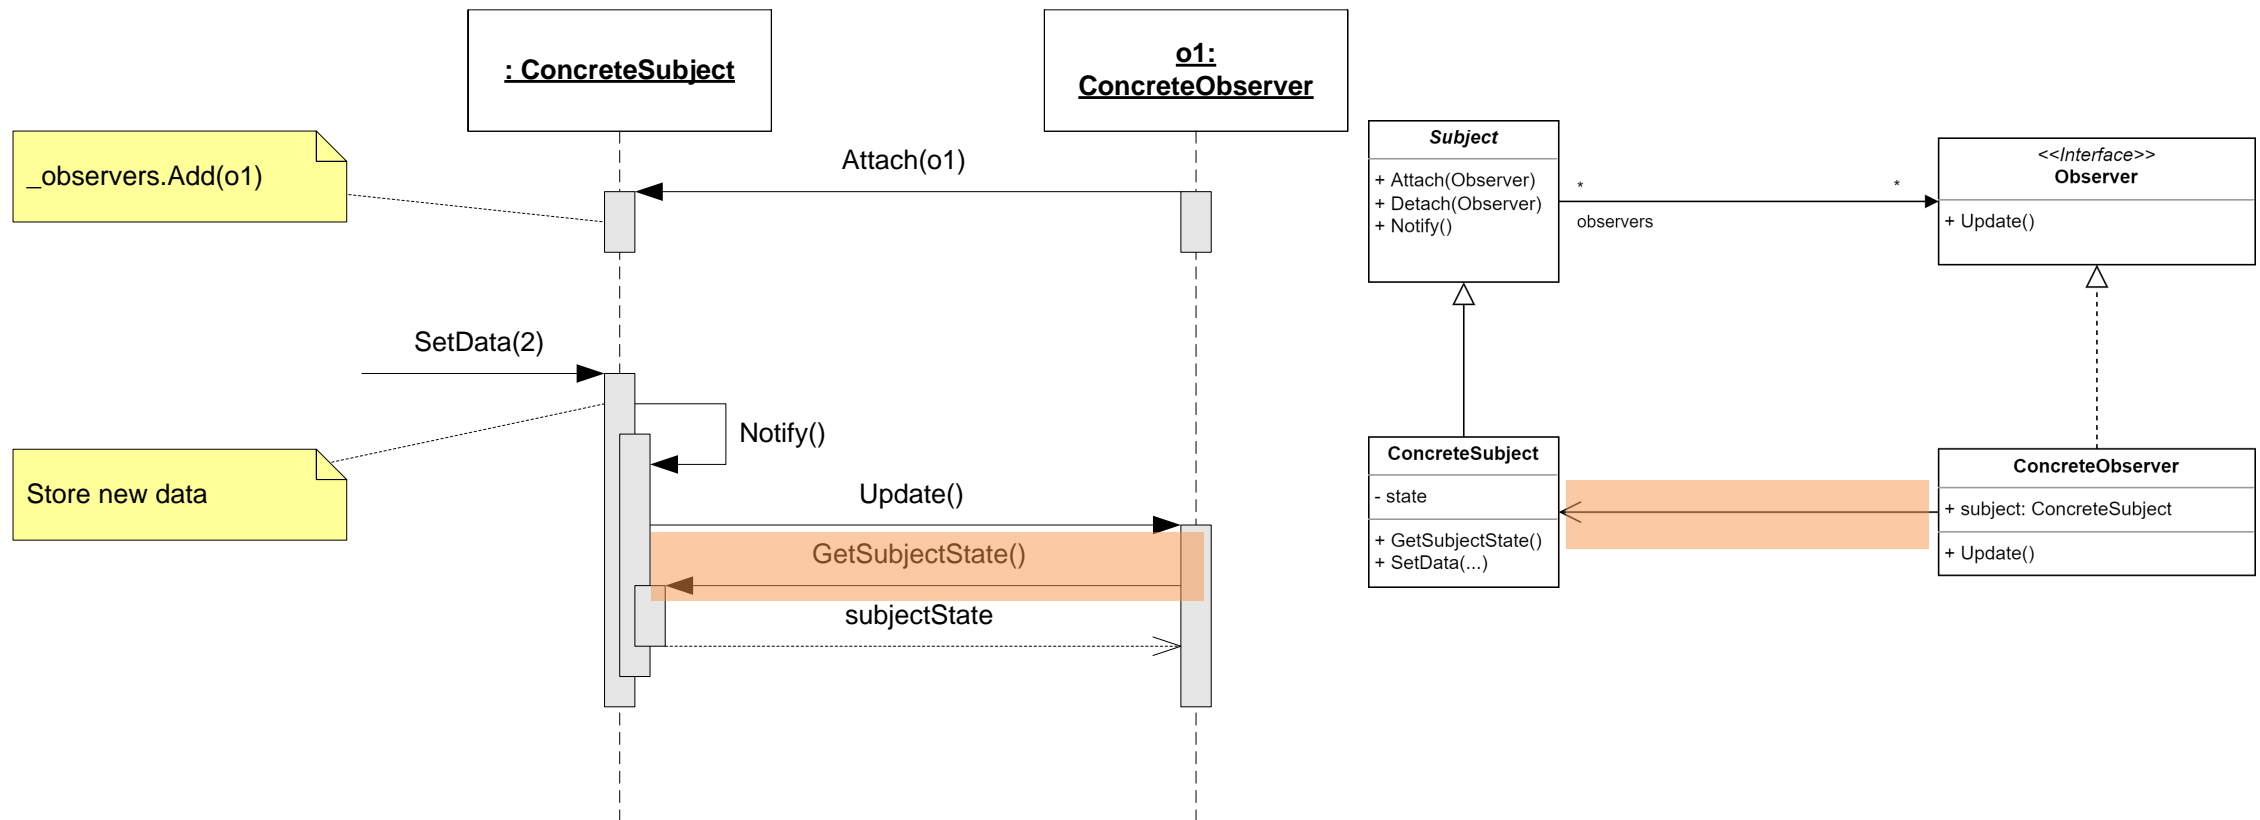 : ConcreteSubject
o1:
ConcreteObserver
_observers.Add(o1)
Attach(o1)
SetData(2)
Notify()
Store new data
Update()
GetSubjectState()
subjectState
Subject
+ Attach(Observer)
+ Detach(Observer)
+ Notify()
*
*
observers
<<Interface>>
Observer
+ Update()
ConcreteSubject
- state
+ GetSubjectState()
+ SetData(...)
ConcreteObserver
+ subject: ConcreteSubject
+ Update()